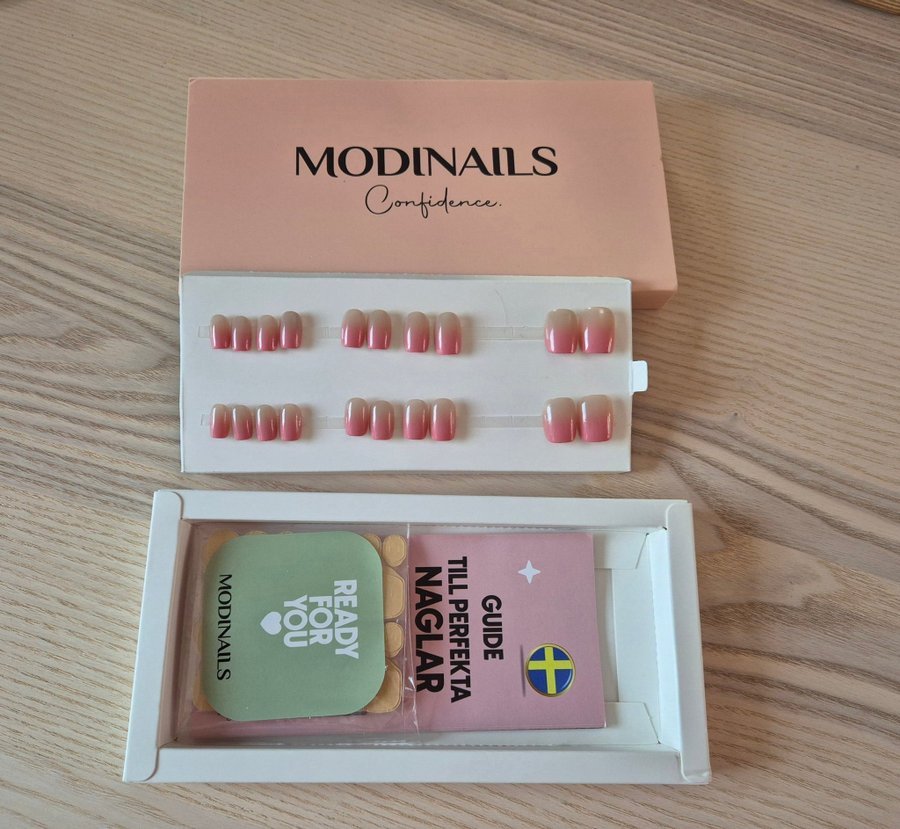 MODINAILS
Confidence.
READY
FOR
YOU
MODINAILS
GUIDE
TILL PERFEKTA
NAGLAR